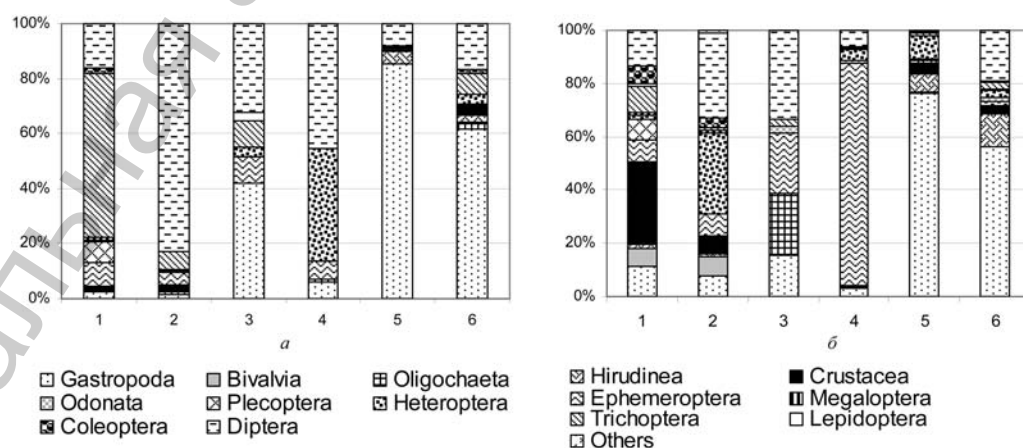 100%
80%
60%
40%
20%
0%
1 2 3 4 5 6
а
100%
80%
60%
40%
20%
0%
1 2 3 4 5 6
б
Gastropoda Bivalvia Oligochaeta
Odonata Plecoptera Heteroptera
Coleoptera Diptera
Hirudinea Crustacea
Ephemeroptera Megaloptera
Trichoptera Lepidoptera
Others
альная